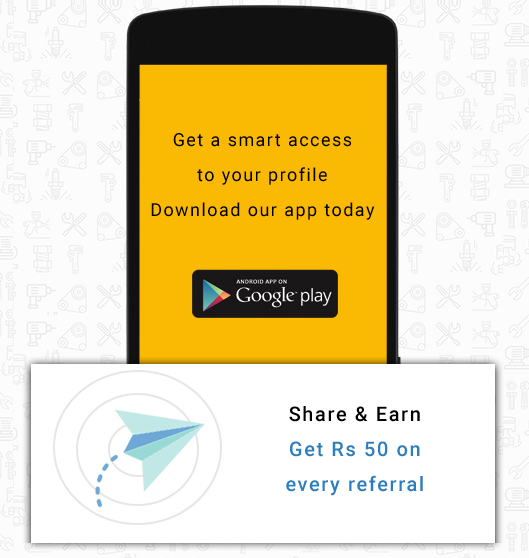 Get a smart access
to your profile
Download our app today
ANDROID APP ON
Google play
Share & Earn
Get Rs 50 on
every referral